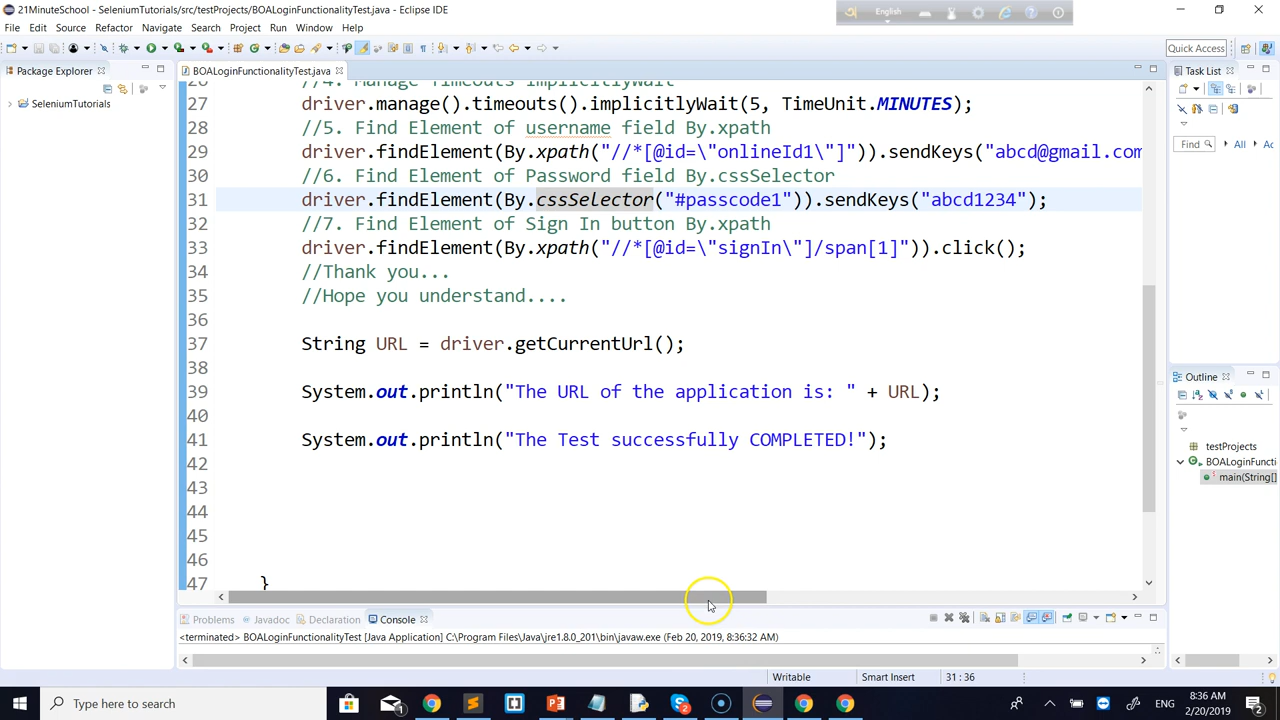 21MinuteSchool - SeleniumTutorials/src/testProjects/BOALoginFunctionalityTest.java - Eclipse IDE
English
File Edit Source Refactor Navigate Search Project Run Window Help
Quick Access
Package Explorer
BOALoginFunctionalityTest.java
Task List
SeleniumTutorials
26 //4. Manage TimeOuts implicitlyWait
27 driver.manage().timeouts().implicitlyWait(5, TimeUnit.MINUTES);
28 //5. Find Element of username field By.xpath
29 driver.findElement(By.xpath("//*[@id=\"onlineId1\"]")).sendKeys("abcd@gmail.com
30 //6. Find Element of Password field By.cssSelector
31 driver.findElement(By.cssSelector("#passcode1")).sendKeys("abcd1234");
32 //7. Find Element of Sign In button By.xpath
33 driver.findElement(By.xpath("//*[@id=\"signIn\"]/span[1]")).click();
34 //Thank you...
35 //Hope you understand....
36
37 String URL = driver.getCurrentUrl();
38
39 System.out.println("The URL of the application is: " + URL);
40
41 System.out.println("The Test successfully COMPLETED!");
42
43
44
45
46
47 }
Find All
Outline
testProjects
BOALoginFuncti
main(String[]
Problems Javadoc Declaration Console
<terminated> BOALoginFunctionalityTest [Java Application] C:\Program Files\Java\jre1.8.0_201\bin\javaw.exe (Feb 20, 2019, 8:36:32 AM)
Writable Smart Insert 31 : 36
Type here to search
ENG
8:36 AM
2/20/2019